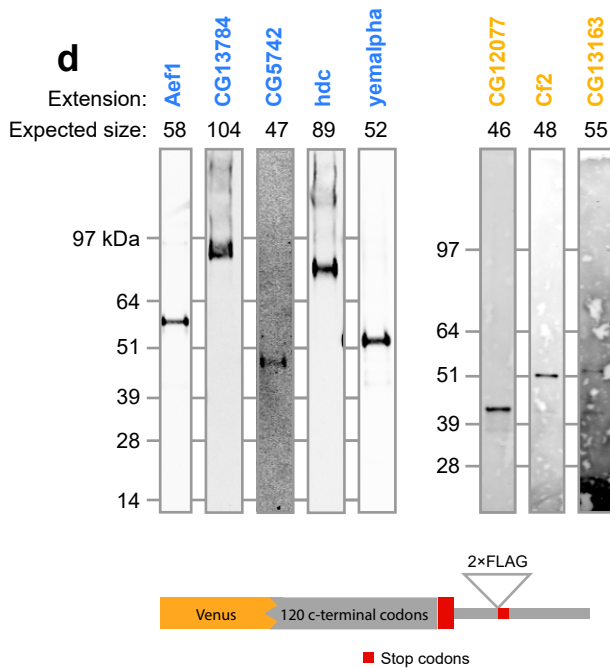 d
Extension: Aef1 CG13784 CG5742 hdc yemalpha CG12077 Cf2 CG13163
Expected size: 58 104 47 89 52 46 48 55
97 kDa
64
51
39
28
14
97
64
51
39
28
2×FLAG
Venus 120 c-terminal codons
Stop codons